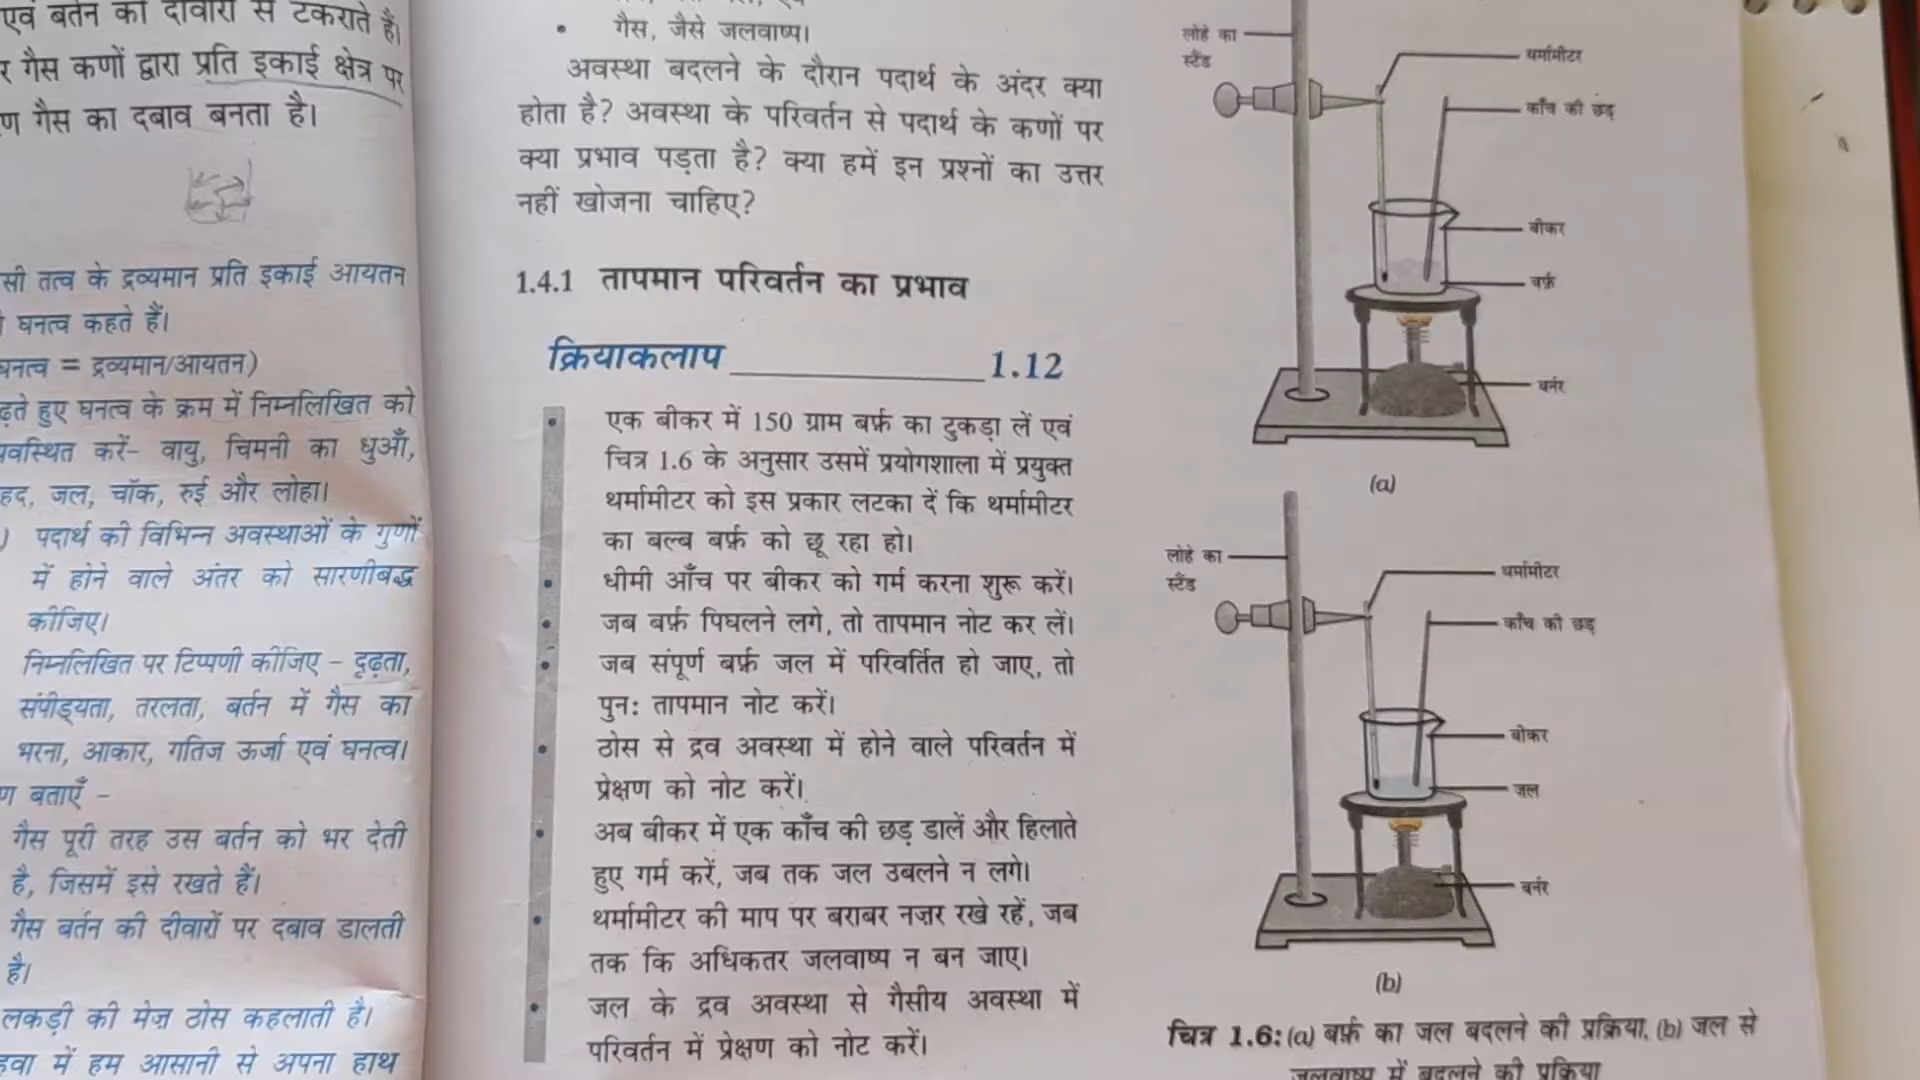 एवं बर्तन की दीवारों से टकराते हैं।
गैस कणों द्वारा प्रति इकाई क्षेत्र पर
गैस का दबाव बनता है।
सी तत्व के द्रव्यमान प्रति इकाई आयतन
घनत्व कहते हैं।
घनत्व = द्रव्यमान/आयतन)
ढ़ते हुए घनत्व के क्रम में निम्नलिखित को
यवस्थित करें- वायु, चिमनी का धुआँ,
हद, जल, चॉक, रुई और लोहा।
) पदार्थ की विभिन्न अवस्थाओं के गुणों
में होने वाले अंतर को सारणीबद्ध
कीजिए।
निम्नलिखित पर टिप्पणी कीजिए – दृढ़ता,
संपीड्यता, तरलता, बर्तन में गैस का
भरना, आकार, गतिज ऊर्जा एवं घनत्व।
ण बताएँ –
गैस पूरी तरह उस बर्तन को भर देती
है, जिसमें इसे रखते हैं।
गैस बर्तन की दीवारों पर दबाव डालती
है।
लकड़ी की मेज़ ठोस कहलाती है।
हवा में हम आसानी से अपना हाथ
• गैस, जैसे जलवाष्प।
अवस्था बदलने के दौरान पदार्थ के अंदर क्या
होता है? अवस्था के परिवर्तन से पदार्थ के कणों पर
क्या प्रभाव पड़ता है? क्या हमें इन प्रश्नों का उत्तर
नहीं खोजना चाहिए?
1.4.1 तापमान परिवर्तन का प्रभाव
क्रियाकलाप 1.12
• एक बीकर में 150 ग्राम बर्फ़ का टुकड़ा लें एवं
चित्र 1.6 के अनुसार उसमें प्रयोगशाला में प्रयुक्त
थर्मामीटर को इस प्रकार लटका दें कि थर्मामीटर
का बल्ब बर्फ़ को छू रहा हो।
• धीमी आँच पर बीकर को गर्म करना शुरू करें।
• जब बर्फ़ पिघलने लगे, तो तापमान नोट कर लें।
• जब संपूर्ण बर्फ़ जल में परिवर्तित हो जाए, तो
पुनः तापमान नोट करें।
• ठोस से द्रव अवस्था में होने वाले परिवर्तन में
प्रेक्षण को नोट करें।
• अब बीकर में एक काँच की छड़ डालें और हिलाते
हुए गर्म करें, जब तक जल उबलने न लगे।
• थर्मामीटर की माप पर बराबर नज़र रखे रहें, जब
तक कि अधिकतर जलवाष्प न बन जाए।
• जल के द्रव अवस्था से गैसीय अवस्था में
परिवर्तन में प्रेक्षण को नोट करें।
लोहे का
स्टैंड
थर्मामीटर
काँच की छड़
बीकर
बर्फ़
बर्नर
(a)
लोहे का
स्टैंड
थर्मामीटर
काँच की छड़
बीकर
जल
बर्नर
(b)
चित्र 1.6: (a) बर्फ़ का जल बदलने की प्रक्रिया, (b) जल से
जलवाष्प में बदलने की प्रक्रिया